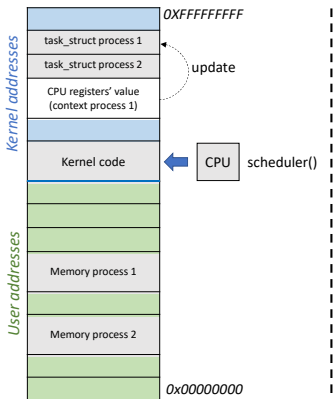 0XFFFFFFFFF
task_struct process 1
task_struct process 2
update
CPU registers' value
(context process 1)
Kernel addresses
Kernel code
CPU
scheduler()
User addresses
Memory process 1
Memory process 2
0x00000000